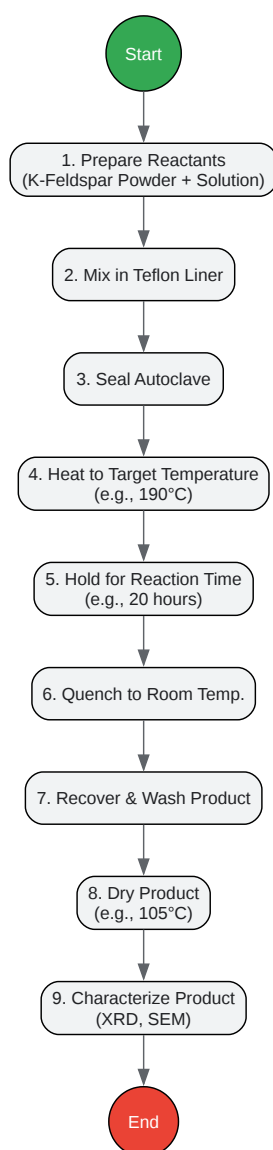 Start
1. Prepare Reactants
(K-Feldspar Powder + Solution)
2. Mix in Teflon Liner
3. Seal Autoclave
4. Heat to Target Temperature
(e.g., 190°C)
5. Hold for Reaction Time
(e.g., 20 hours)
6. Quench to Room Temp.
7. Recover & Wash Product
8. Dry Product
(e.g., 105°C)
9. Characterize Product
(XRD, SEM)
End